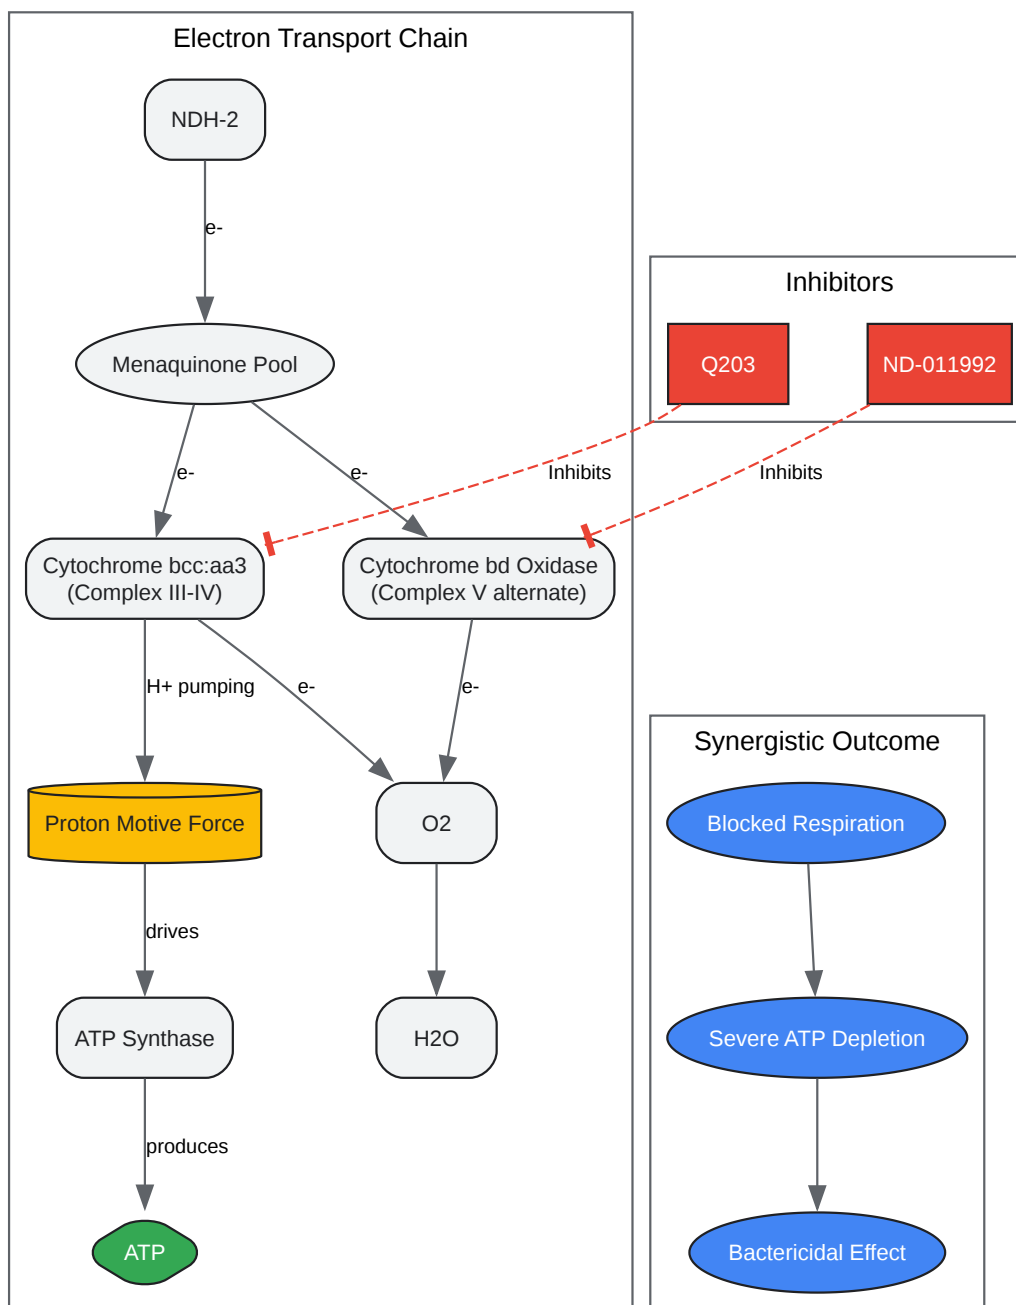 Electron Transport Chain
NDH-2
e-
Menaquinone Pool
e-
e-
Cytochrome bcc:aa3
(Complex III-IV)
Cytochrome bd Oxidase
(Complex V alternate)
H+ pumping
e-
e-
Proton Motive Force
O2
drives
ATP Synthase
H2O
produces
ATP
Inhibitors
Q203
ND-011992
Inhibits
Inhibits
Synergistic Outcome
Blocked Respiration
Severe ATP Depletion
Bactericidal Effect